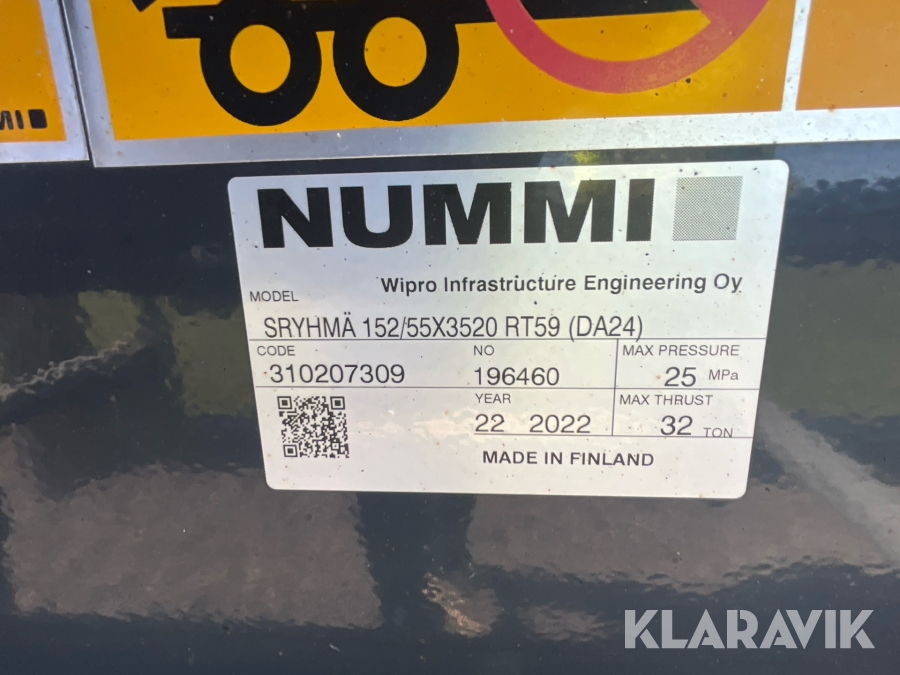 MI
NUMMI
Wipro Infrastructure Engineering Oy
MODEL
SRYHMÄ 152/55X3520 RT59 (DA24)
CODE NO MAX PRESSURE
310207309 196460 25 MPa
YEAR MAX THRUST
22 2022 32 TON
MADE IN FINLAND
KLARAVIK